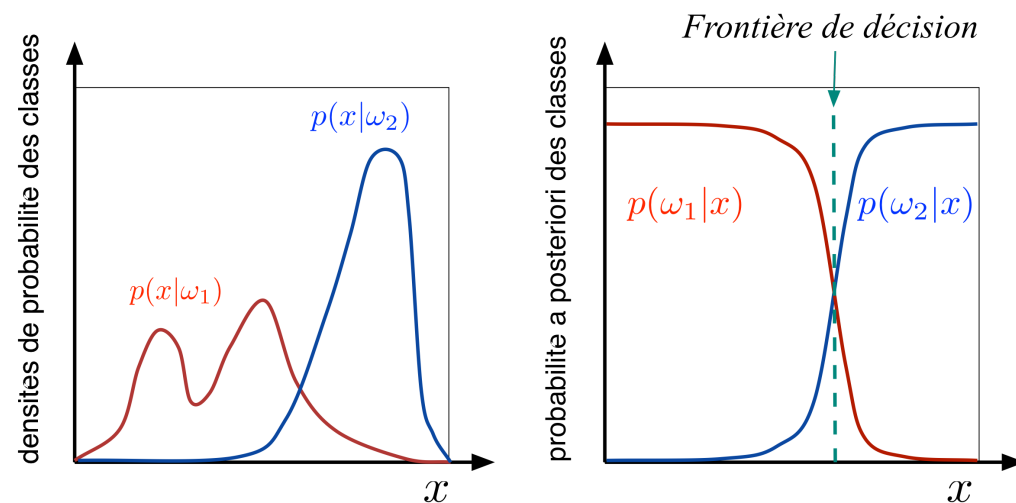 densites de probabilite des classes
p(x|ω₂)
p(x|ω₁)
x
Frontière de décision
probabilite a posteriori des classes
p(ω₁|x)
p(ω₂|x)
x